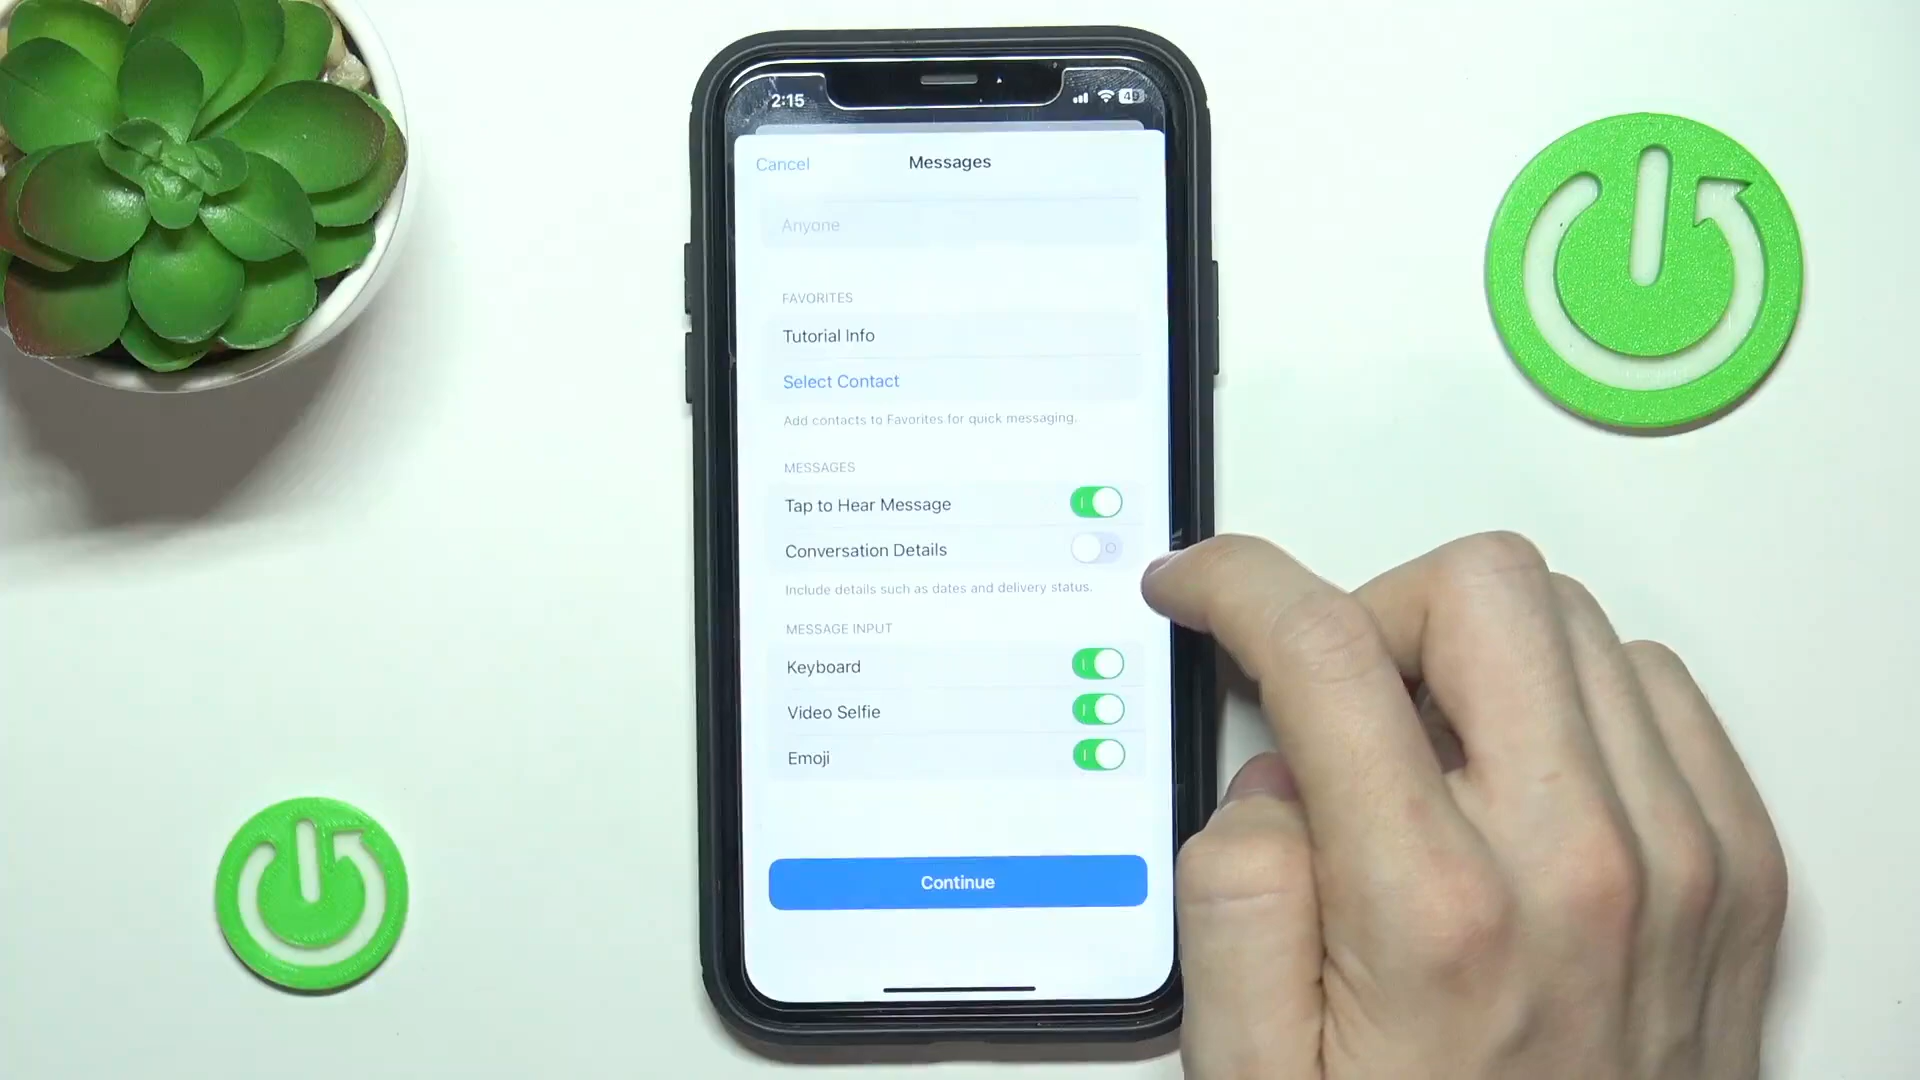 2:15
49
Cancel
Messages
Anyone
FAVORITES
Tutorial Info
Select Contact
Add contacts to Favorites for quick messaging.
MESSAGES
Tap to Hear Message
Conversation Details
Include details such as dates and delivery status.
MESSAGE INPUT
Keyboard
Video Selfie
Emoji
Continue